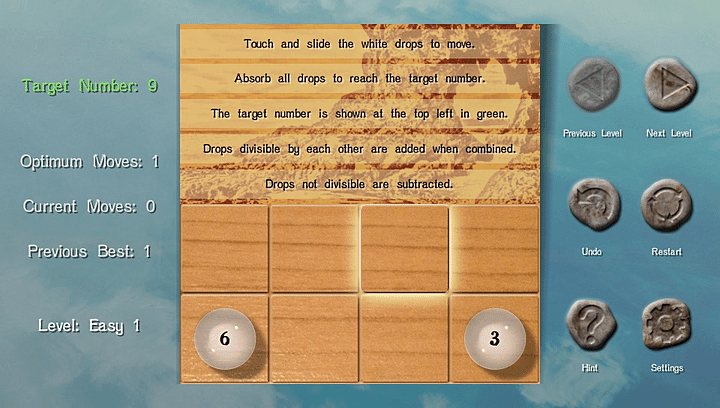 Touch and slide the white drops to move.
Absorb all drops to reach the target number.
The target number is shown at the top left in green.
Drops divisible by each other are added when combined.
Drops not divisible are subtracted.
Target Number: 9
Optimum Moves: 1
Current Moves: 0
Previous Best: 1
Level: Easy 1
6
3
Previous Level
Next Level
Undo
Restart
Hint
Settings